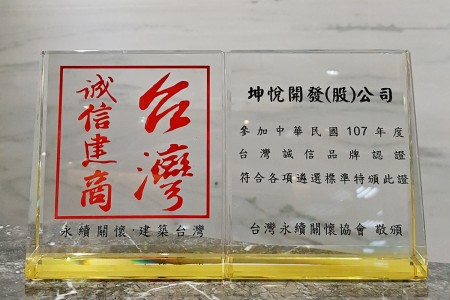 台灣
誠信建商
永續關懷·建築台灣
坤悅開發(股)公司
參加中華民國107年度
台灣誠信品牌認證
符合各項遴選標準特頒此證
台灣永續關懷協會 敬頒